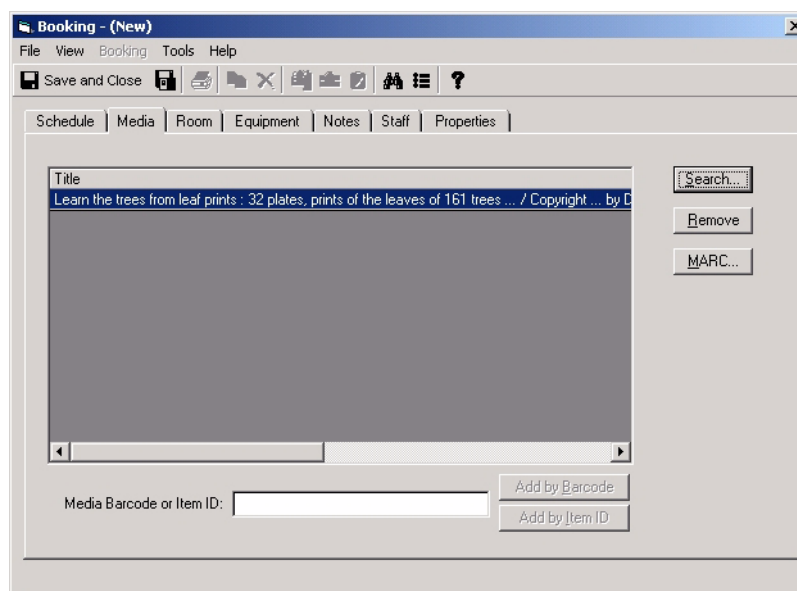 Booking - (New)
File View Booking Tools Help
Save and Close ?
Schedule Media Room Equipment Notes Staff Properties
Title
Learn the trees from leaf prints : 32 plates, prints of the leaves of 161 trees ... / Copyright ... by D
Search...
Remove
MARC...
Media Barcode or Item ID:
Add by Barcode
Add by Item ID